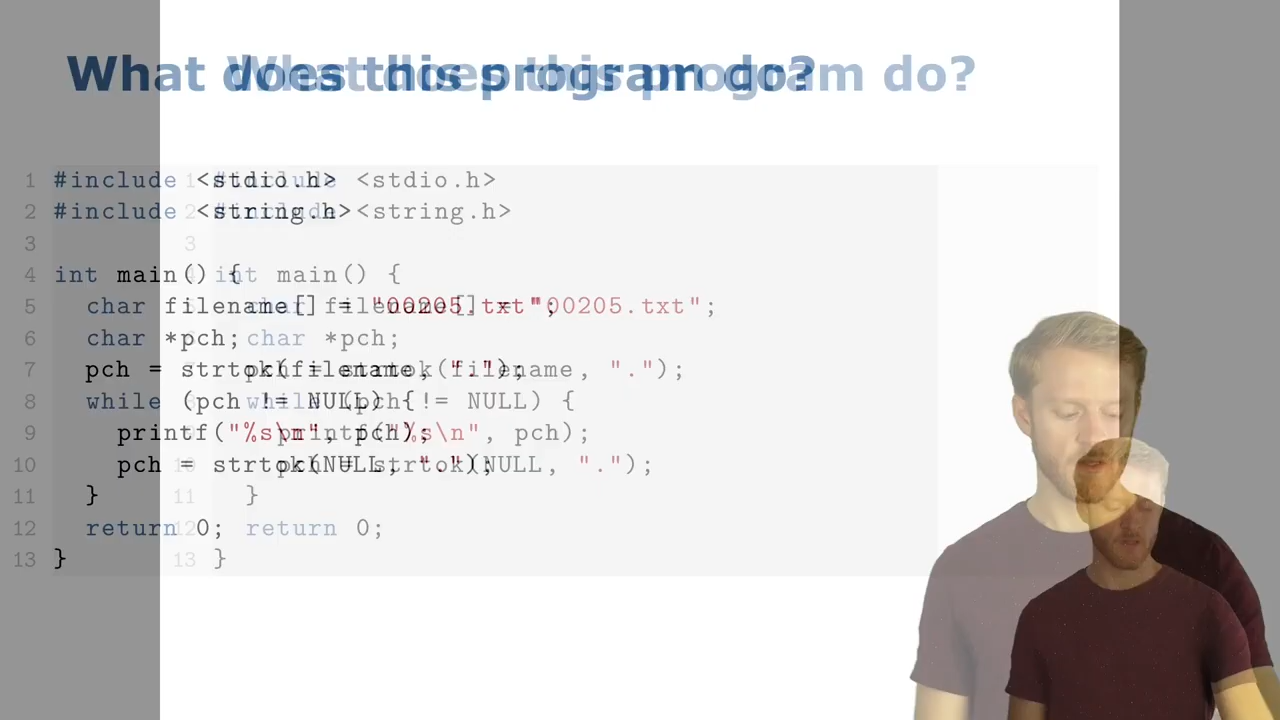 What does this program do?
1 #include <stdio.h>
2 #include <string.h>
3
4 int main() {
5 char filename[] = "00205.txt";
6 char *pch;
7 pch = strtok(filename, ".");
8 while (pch != NULL) {
9 printf("%s\n", pch);
10 pch = strtok(NULL, ".");
11 }
12 return 0;
13 }